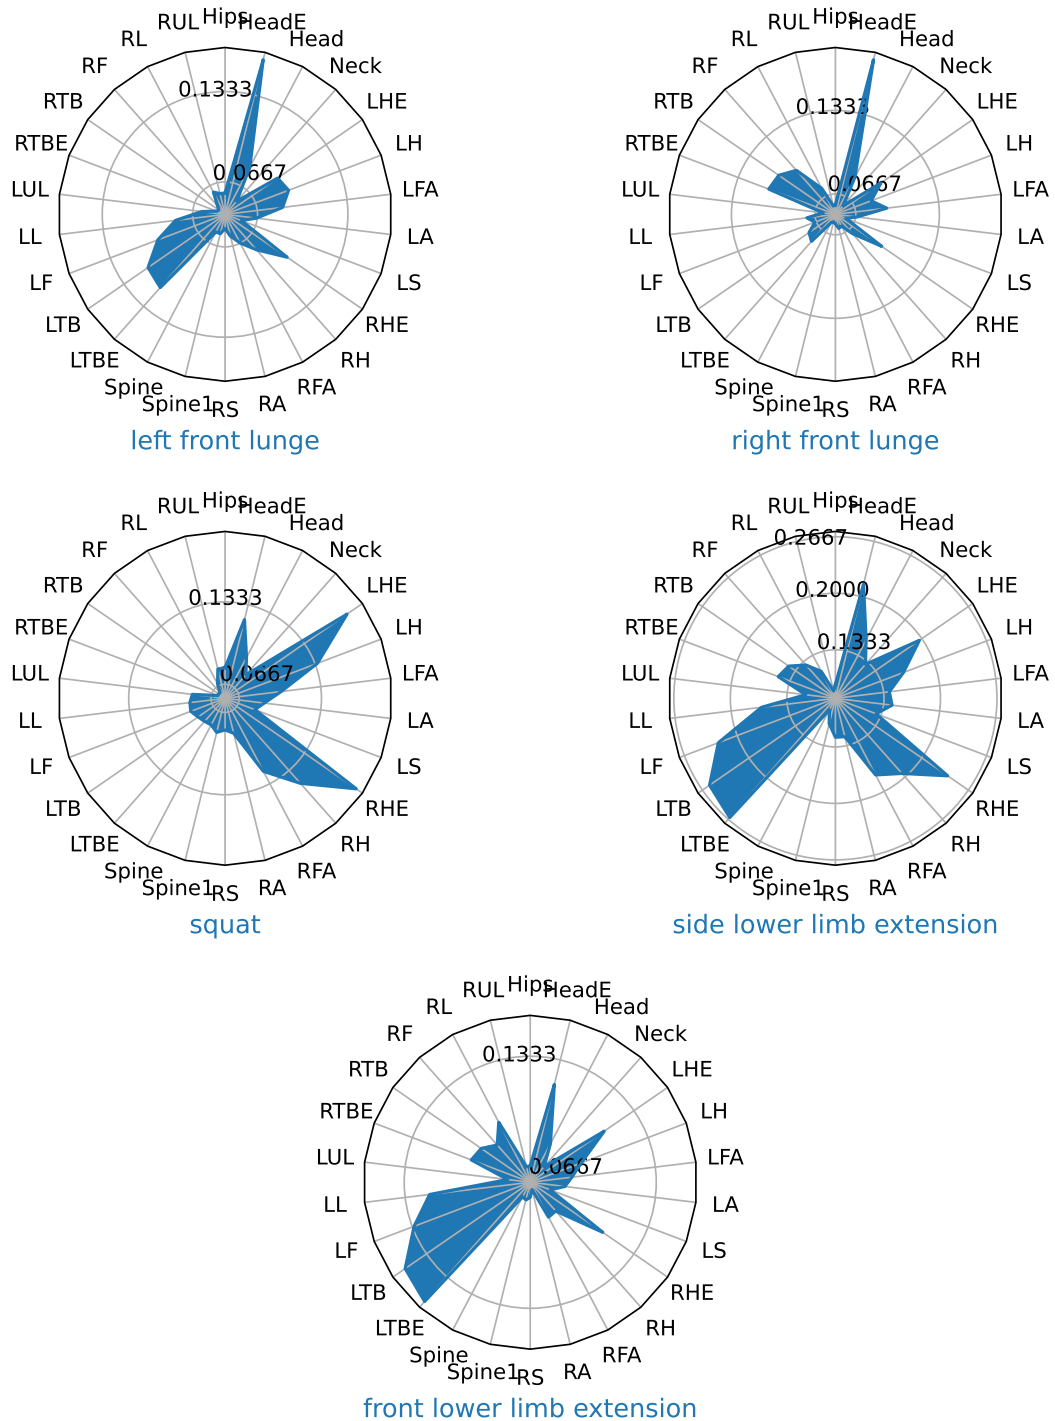 Hips
HeadE
Head
Neck
LHE
LH
LFA
LA
LS
RHE
RH
RFA
RA
RS
Spine1
Spine
LTBE
LTB
LF
LL
LUL
RTBE
RTB
RF
RL
RUL
0.1333
0.0667
left front lunge
Hips
HeadE
Head
Neck
LHE
LH
LFA
LA
LS
RHE
RH
RFA
RA
RS
Spine1
Spine
LTBE
LTB
LF
LL
LUL
RTBE
RTB
RF
RL
RUL
0.1333
0.0667
right front lunge
Hips
HeadE
Head
Neck
LHE
LH
LFA
LA
LS
RHE
RH
RFA
RA
RS
Spine1
Spine
LTBE
LTB
LF
LL
LUL
RTBE
RTB
RF
RL
RUL
0.1333
0.0667
squat
Hips
HeadE
Head
Neck
LHE
LH
LFA
LA
LS
RHE
RH
RFA
RA
RS
Spine1
Spine
LTBE
LTB
LF
LL
LUL
RTBE
RTB
RF
RL
RUL
0.2667
0.2000
0.1333
side lower limb extension
Hips
HeadE
Head
Neck
LHE
LH
LFA
LA
LS
RHE
RH
RFA
RA
RS
Spine1
Spine
LTBE
LTB
LF
LL
LUL
RTBE
RTB
RF
RL
RUL
0.1333
0.0667
front lower limb extension